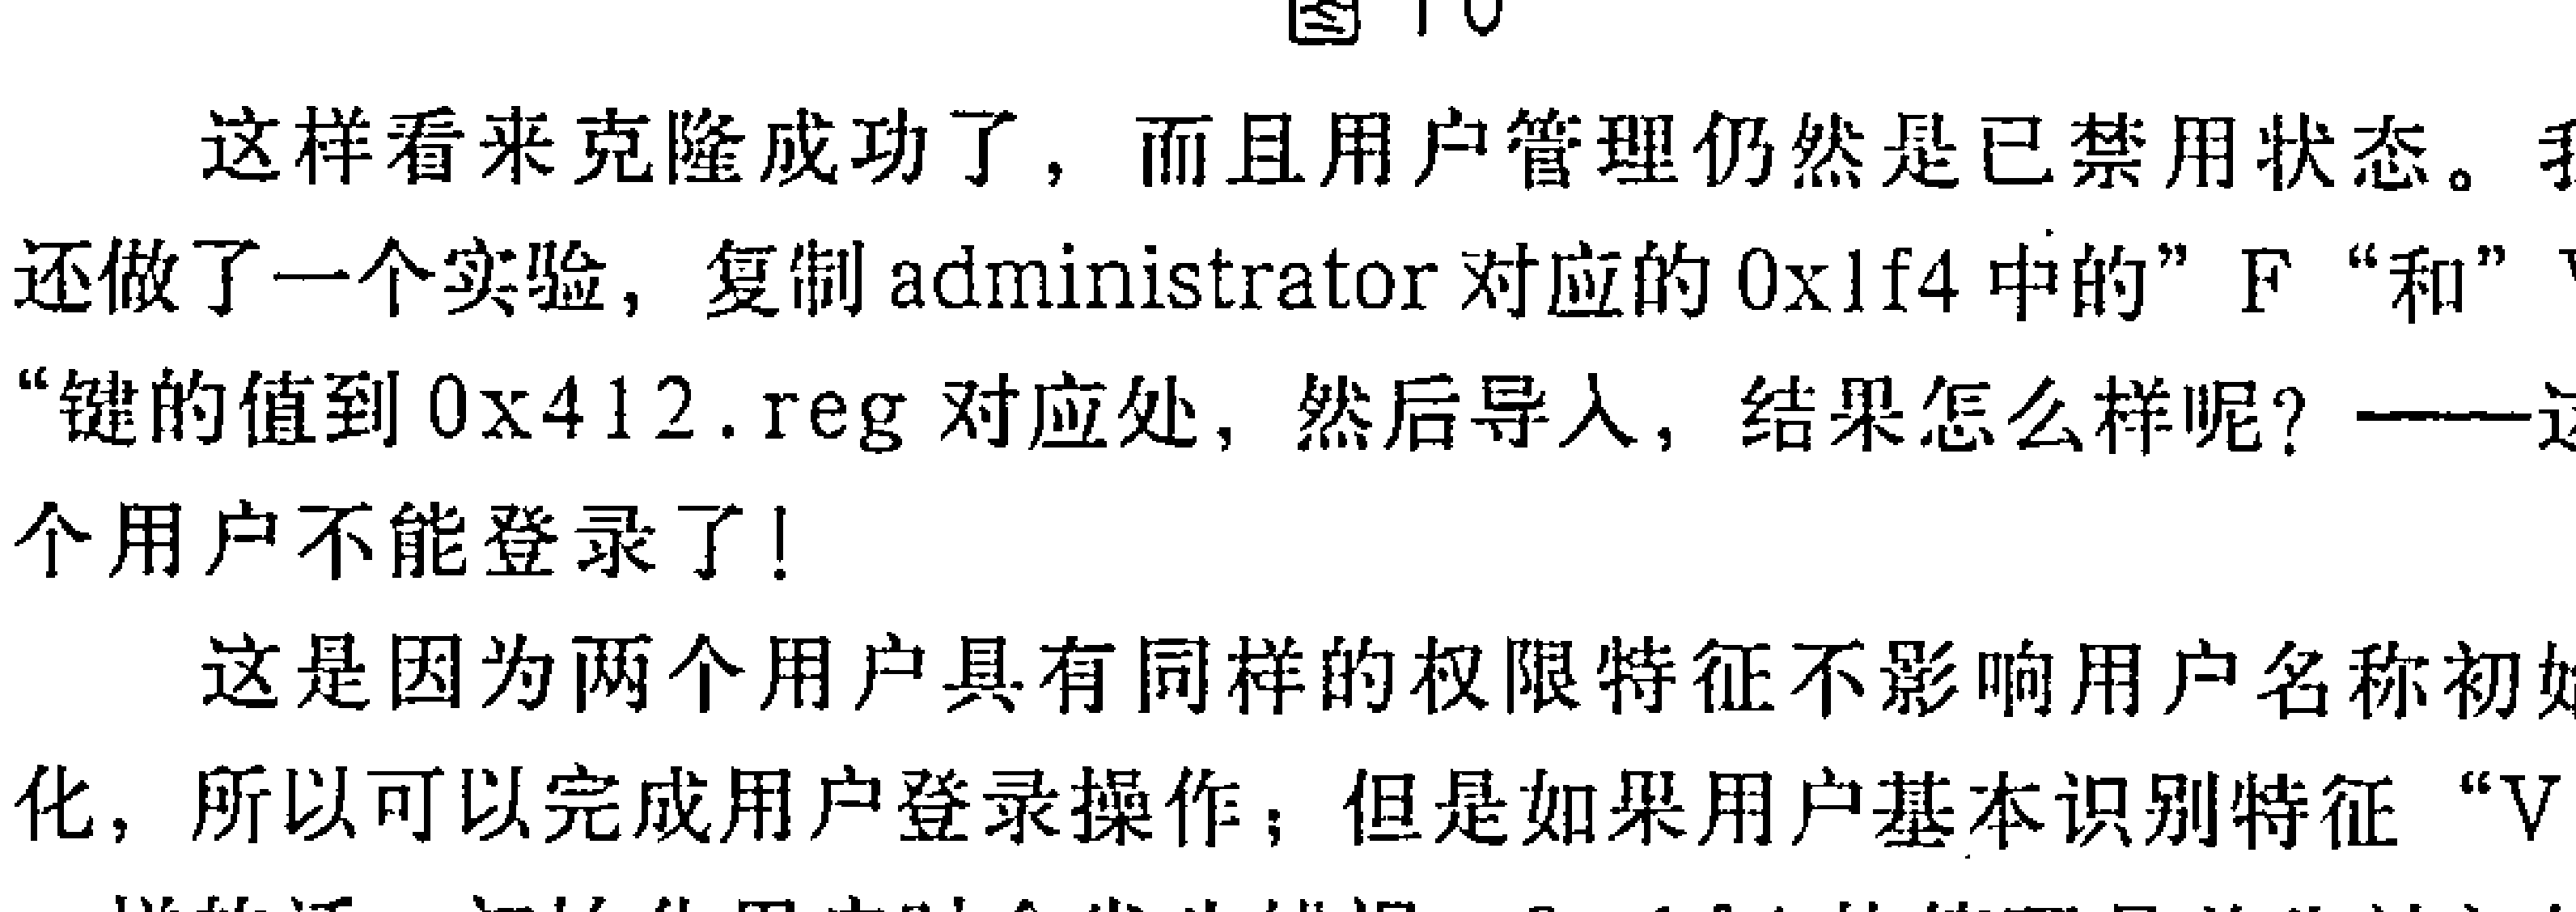 图 10
这样看来克隆成功了，而且用户管理仍然是已禁用状态。我
还做了一个实验，复制administrator对应的0x1f4中的”F“和”V
“键的值到0x412.reg对应处，然后导入，结果怎么样呢？——这
个用户不能登录了！
这是因为两个用户具有同样的权限特征不影响用户名称初始
化，所以可以完成用户登录操作；但是如果用户基本识别特征“V